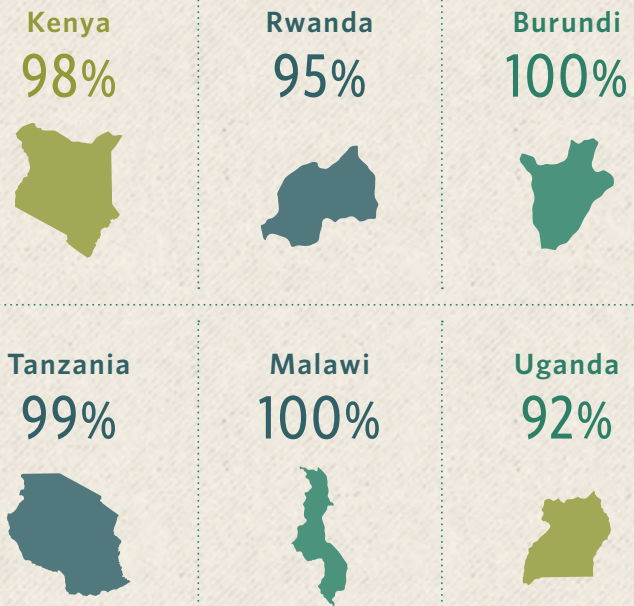 Kenya
98%
Rwanda
95%
Burundi
100%
Tanzania
99%
Malawi
100%
Uganda
92%